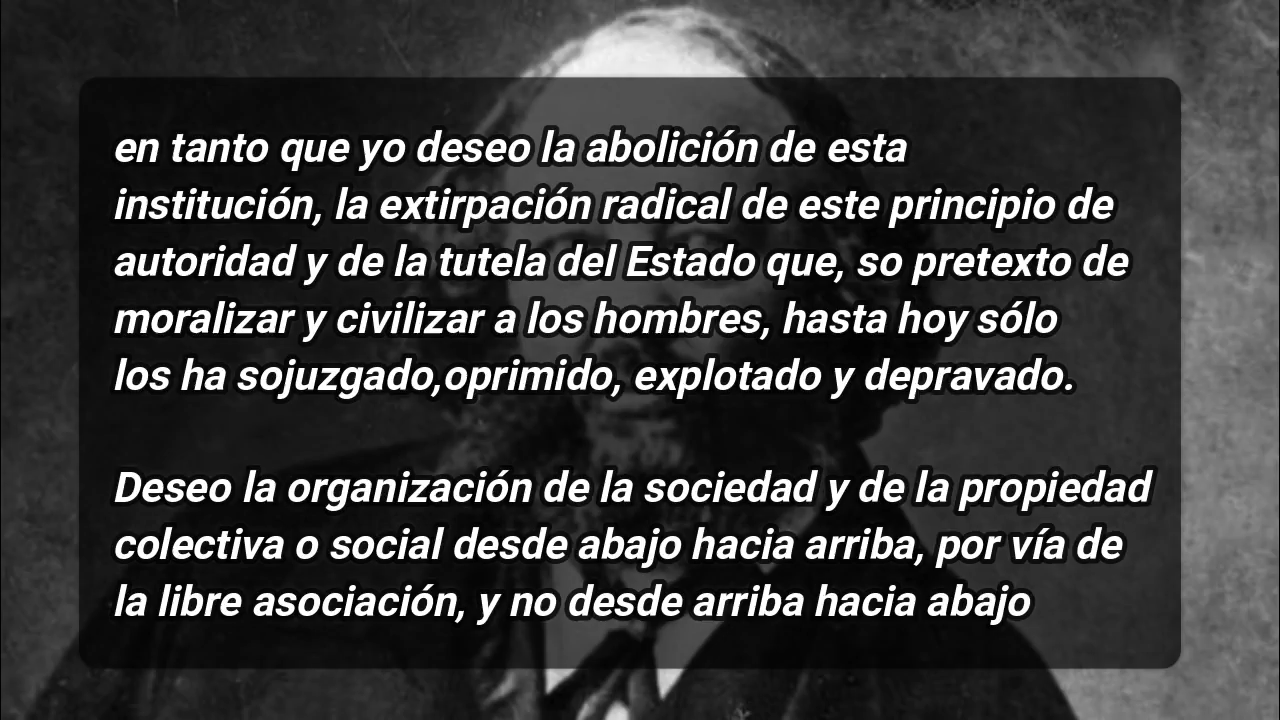 en tanto que yo deseo la abolición de esta
institución, la extirpación radical de este principio de
autoridad y de la tutela del Estado que, so pretexto de
moralizar y civilizar a los hombres, hasta hoy sólo
los ha sojuzgado,oprimido, explotado y depravado.
Deseo la organización de la sociedad y de la propiedad
colectiva o social desde abajo hacia arriba, por vía de
la libre asociación, y no desde arriba hacia abajo